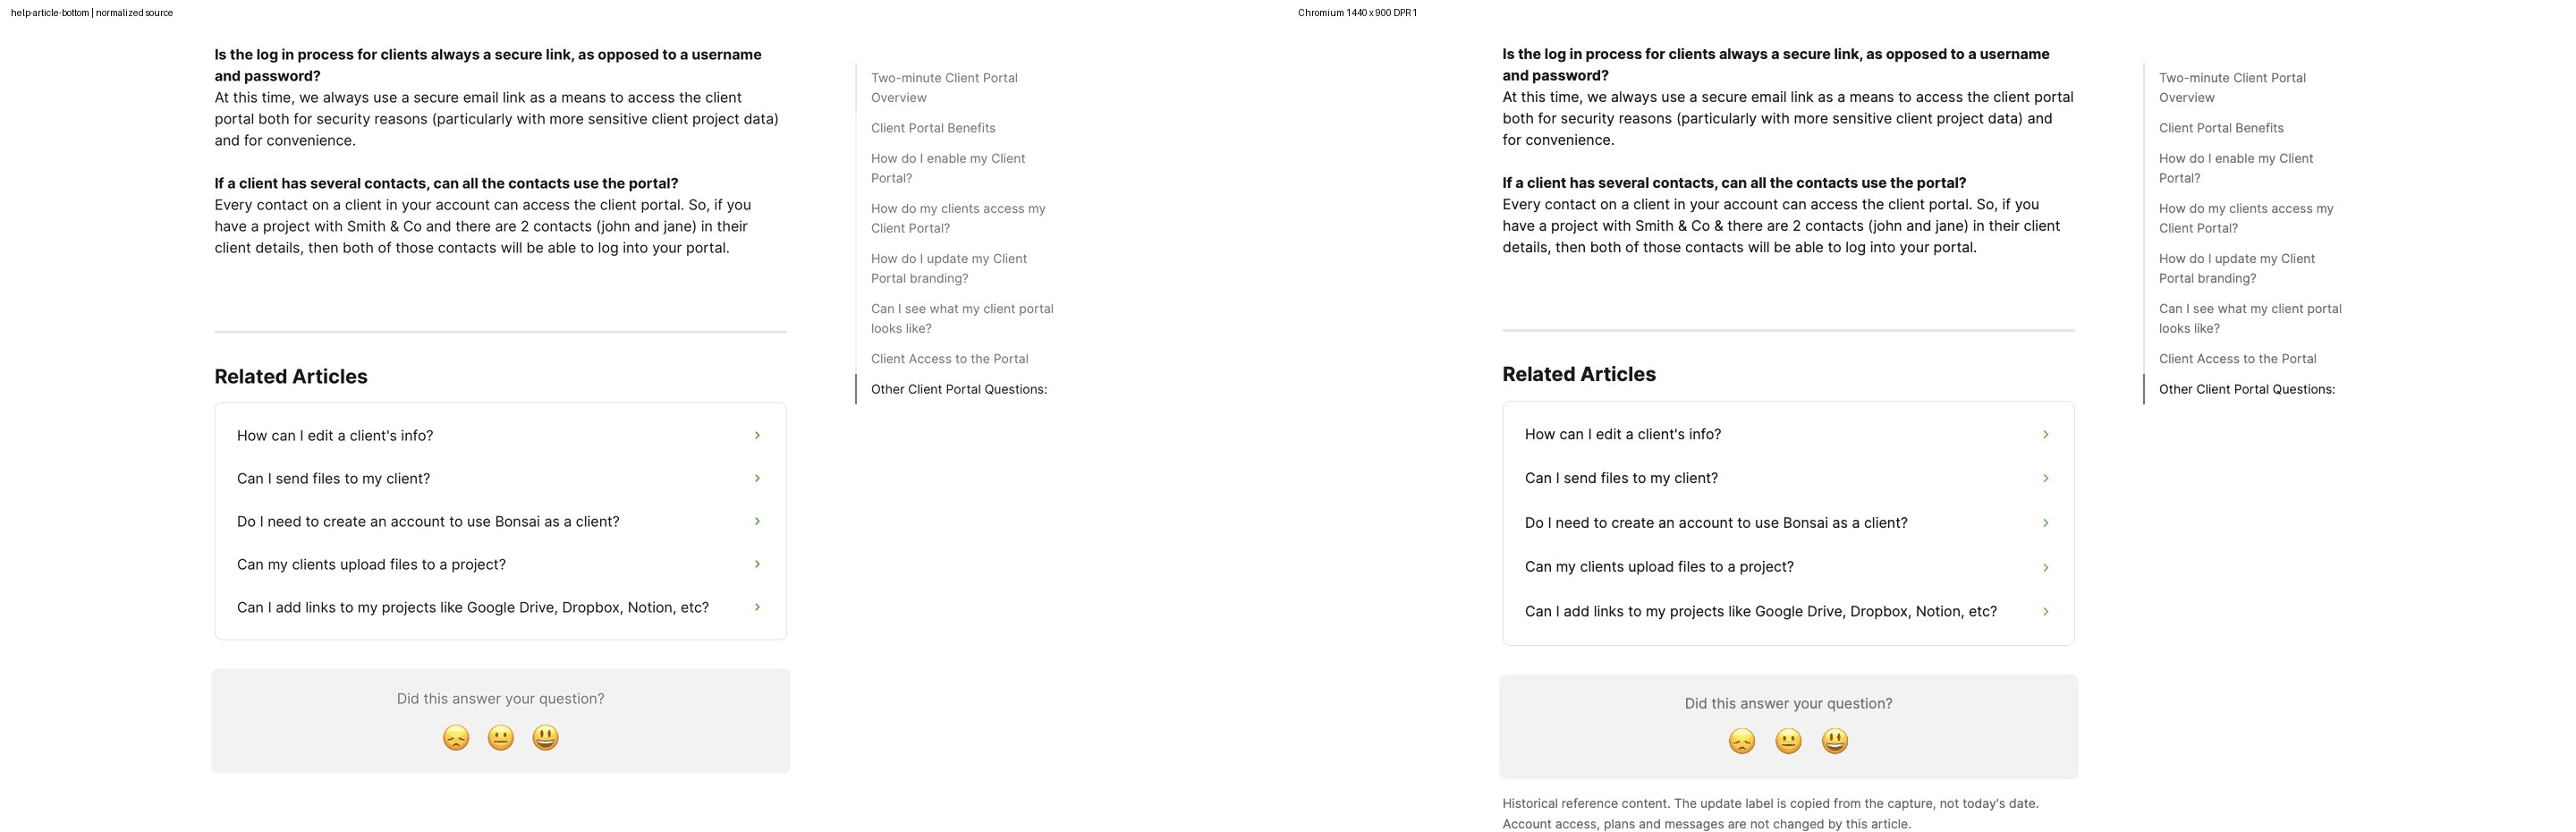 help-article-bottom | normalized source
Chromium 1440 x 900 DPR 1
Is the log in process for clients always a secure link, as opposed to a username
and password?
At this time, we always use a secure email link as a means to access the client
portal both for security reasons (particularly with more sensitive client project data)
and for convenience.
If a client has several contacts, can all the contacts use the portal?
Every contact on a client in your account can access the client portal. So, if you
have a project with Smith & Co and there are 2 contacts (john and jane) in their
client details, then both of those contacts will be able to log into your portal.
Related Articles
How can I edit a client's info?
Can I send files to my client?
Do I need to create an account to use Bonsai as a client?
Can my clients upload files to a project?
Can I add links to my projects like Google Drive, Dropbox, Notion, etc?
Did this answer your question?
Two-minute Client Portal
Overview
Client Portal Benefits
How do I enable my Client
Portal?
How do my clients access my
Client Portal?
How do I update my Client
Portal branding?
Can I see what my client portal
looks like?
Client Access to the Portal
Other Client Portal Questions:
Is the log in process for clients always a secure link, as opposed to a username
and password?
At this time, we always use a secure email link as a means to access the client portal
both for security reasons (particularly with more sensitive client project data) and
for convenience.
If a client has several contacts, can all the contacts use the portal?
Every contact on a client in your account can access the client portal. So, if you
have a project with Smith & Co & there are 2 contacts (john and jane) in their client
details, then both of those contacts will be able to log into your portal.
Related Articles
How can I edit a client's info?
Can I send files to my client?
Do I need to create an account to use Bonsai as a client?
Can my clients upload files to a project?
Can I add links to my projects like Google Drive, Dropbox, Notion, etc?
Did this answer your question?
Historical reference content. The update label is copied from the capture, not today's date.
Account access, plans and messages are not changed by this article.
Two-minute Client Portal
Overview
Client Portal Benefits
How do I enable my Client
Portal?
How do my clients access my
Client Portal?
How do I update my Client
Portal branding?
Can I see what my client portal
looks like?
Client Access to the Portal
Other Client Portal Questions: